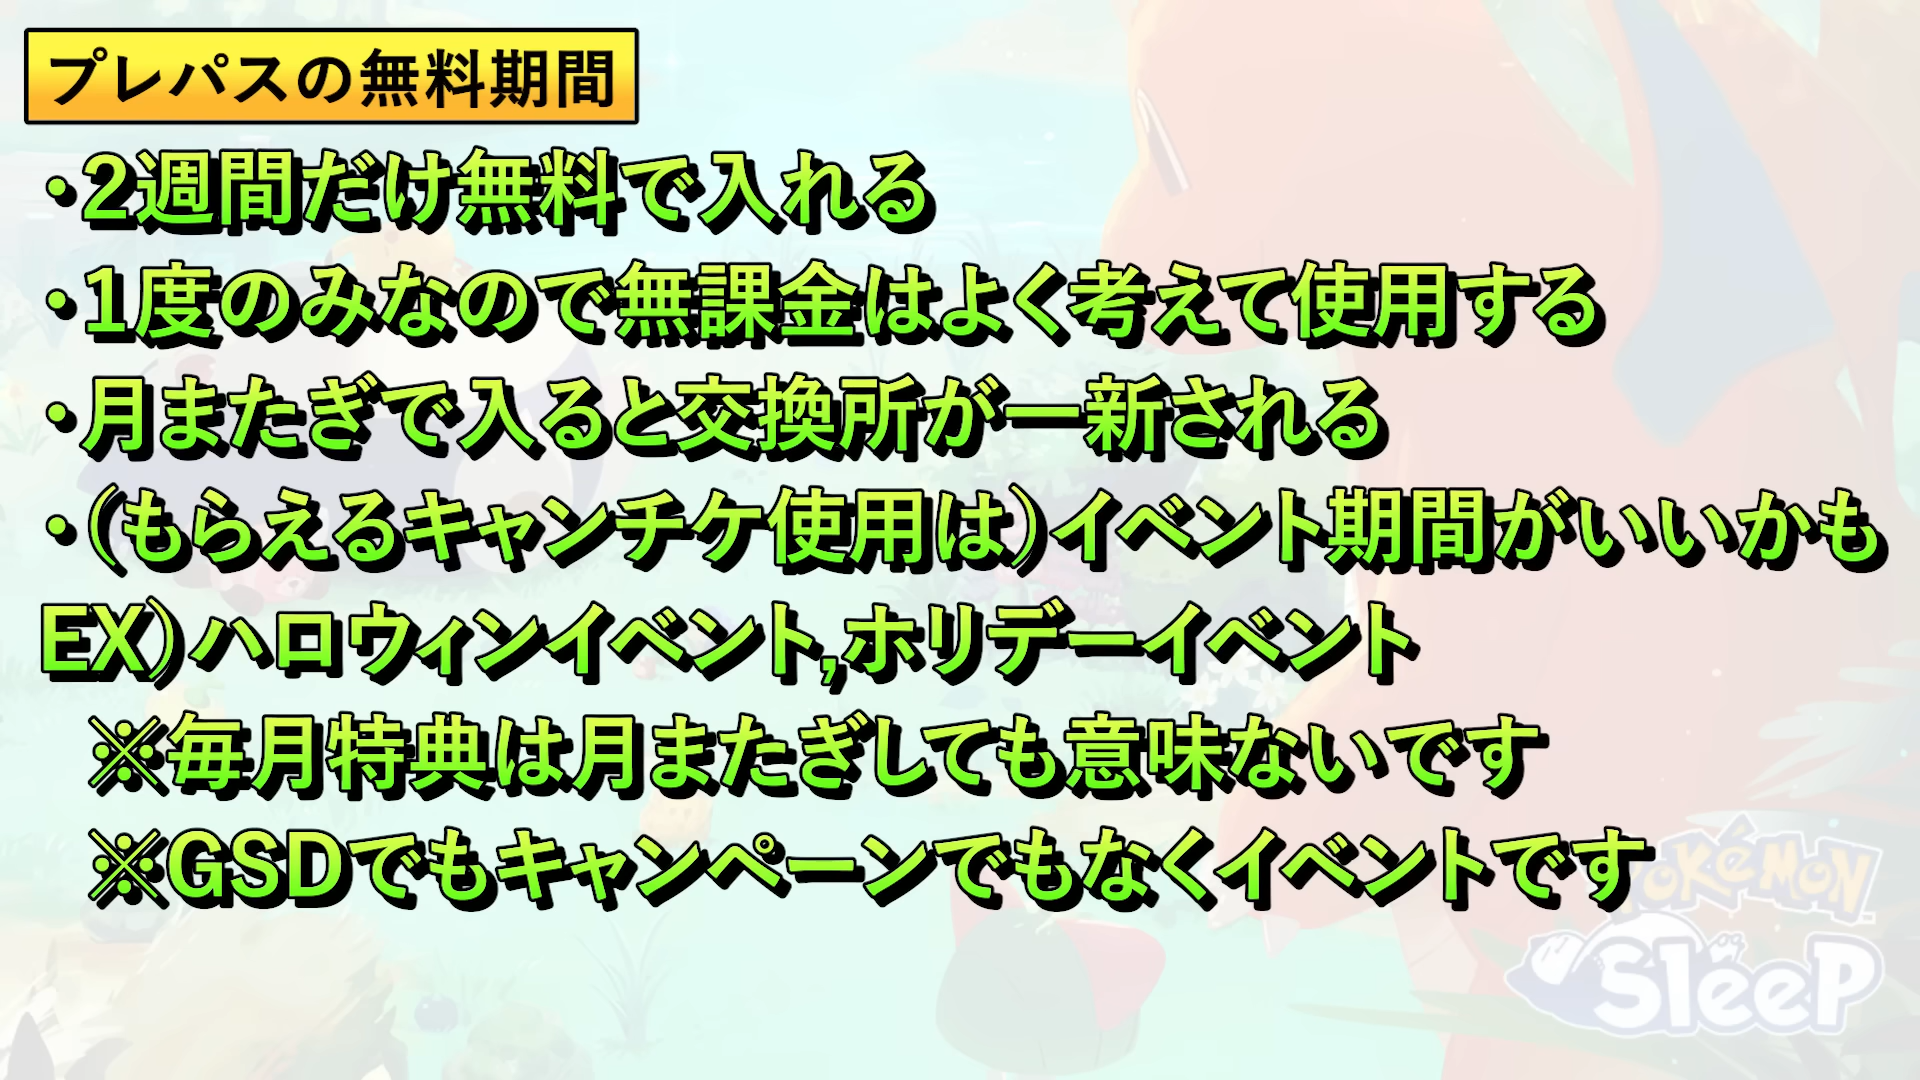 プレパスの無料期間
・2週間だけ無料で入れる
・1度のみなので無課金はよく考えて使用する
・月またぎで入ると交換所が一新される
・(もらえるキャンチケ使用は)イベント期間がいいかも
EX)ハロウィンイベント,ホリデーイベント
※毎月特典は月またぎしても意味ないです
※GSDでもキャンペーンでもなくイベントです
POKéMON
Sleep